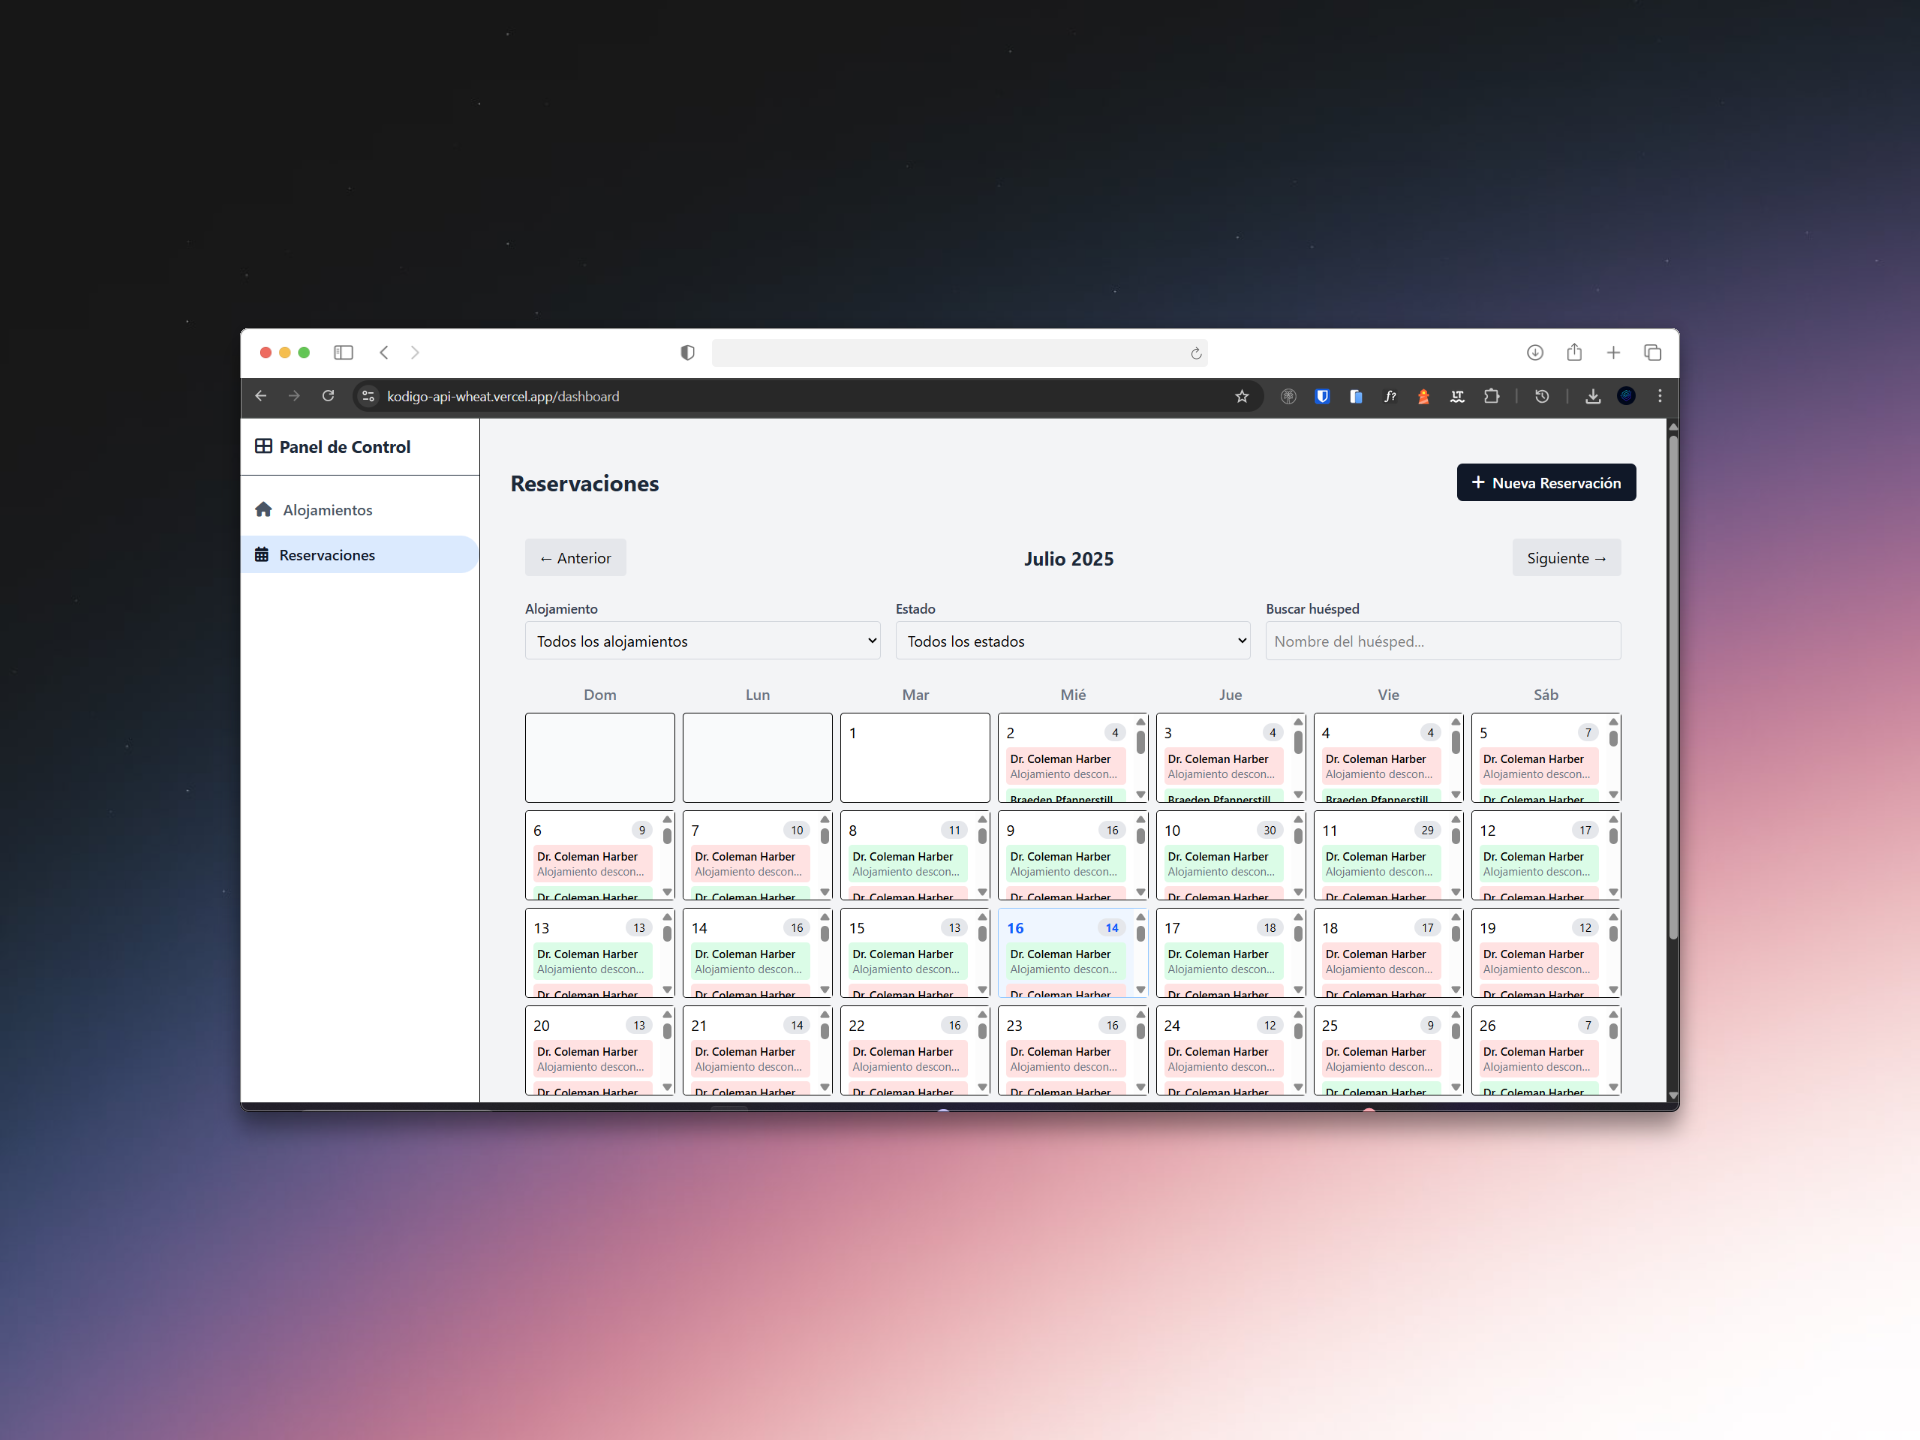 kodigo-api-wheat.vercel.app/dashboard
f?
LT
Panel de Control
Alojamientos
Reservaciones
Reservaciones
+ Nueva Reservación
← Anterior
Julio 2025
Siguiente →
Alojamiento
Estado
Buscar huésped
Todos los alojamientos
Todos los estados
Nombre del huésped...
Dom Lun Mar Mié Jue Vie Sáb
1
2 4
Dr. Coleman Harber
Alojamiento descon...
Braeden Pfannerstill
3 4
Dr. Coleman Harber
Alojamiento descon...
Braeden Pfannerstill
4 4
Dr. Coleman Harber
Alojamiento descon...
Braeden Pfannerstill
5 7
Dr. Coleman Harber
Alojamiento descon...
Dr. Coleman Harber
6 9
Dr. Coleman Harber
Alojamiento descon...
Dr. Coleman Harber
7 10
Dr. Coleman Harber
Alojamiento descon...
Dr. Coleman Harber
8 11
Dr. Coleman Harber
Alojamiento descon...
Dr. Coleman Harber
9 16
Dr. Coleman Harber
Alojamiento descon...
Dr. Coleman Harber
10 30
Dr. Coleman Harber
Alojamiento descon...
Dr. Coleman Harber
11 29
Dr. Coleman Harber
Alojamiento descon...
Dr. Coleman Harber
12 17
Dr. Coleman Harber
Alojamiento descon...
Dr. Coleman Harber
13 13
Dr. Coleman Harber
Alojamiento descon...
Dr. Coleman Harber
14 16
Dr. Coleman Harber
Alojamiento descon...
Dr. Coleman Harber
15 13
Dr. Coleman Harber
Alojamiento descon...
Dr. Coleman Harber
16 14
Dr. Coleman Harber
Alojamiento descon...
Dr. Coleman Harber
17 18
Dr. Coleman Harber
Alojamiento descon...
Dr. Coleman Harber
18 17
Dr. Coleman Harber
Alojamiento descon...
Dr. Coleman Harber
19 12
Dr. Coleman Harber
Alojamiento descon...
Dr. Coleman Harber
20 13
Dr. Coleman Harber
Alojamiento descon...
Dr. Coleman Harber
21 14
Dr. Coleman Harber
Alojamiento descon...
Dr. Coleman Harber
22 16
Dr. Coleman Harber
Alojamiento descon...
Dr. Coleman Harber
23 16
Dr. Coleman Harber
Alojamiento descon...
Dr. Coleman Harber
24 12
Dr. Coleman Harber
Alojamiento descon...
Dr. Coleman Harber
25 9
Dr. Coleman Harber
Alojamiento descon...
Dr. Coleman Harber
26 7
Dr. Coleman Harber
Alojamiento descon...
Dr. Coleman Harber